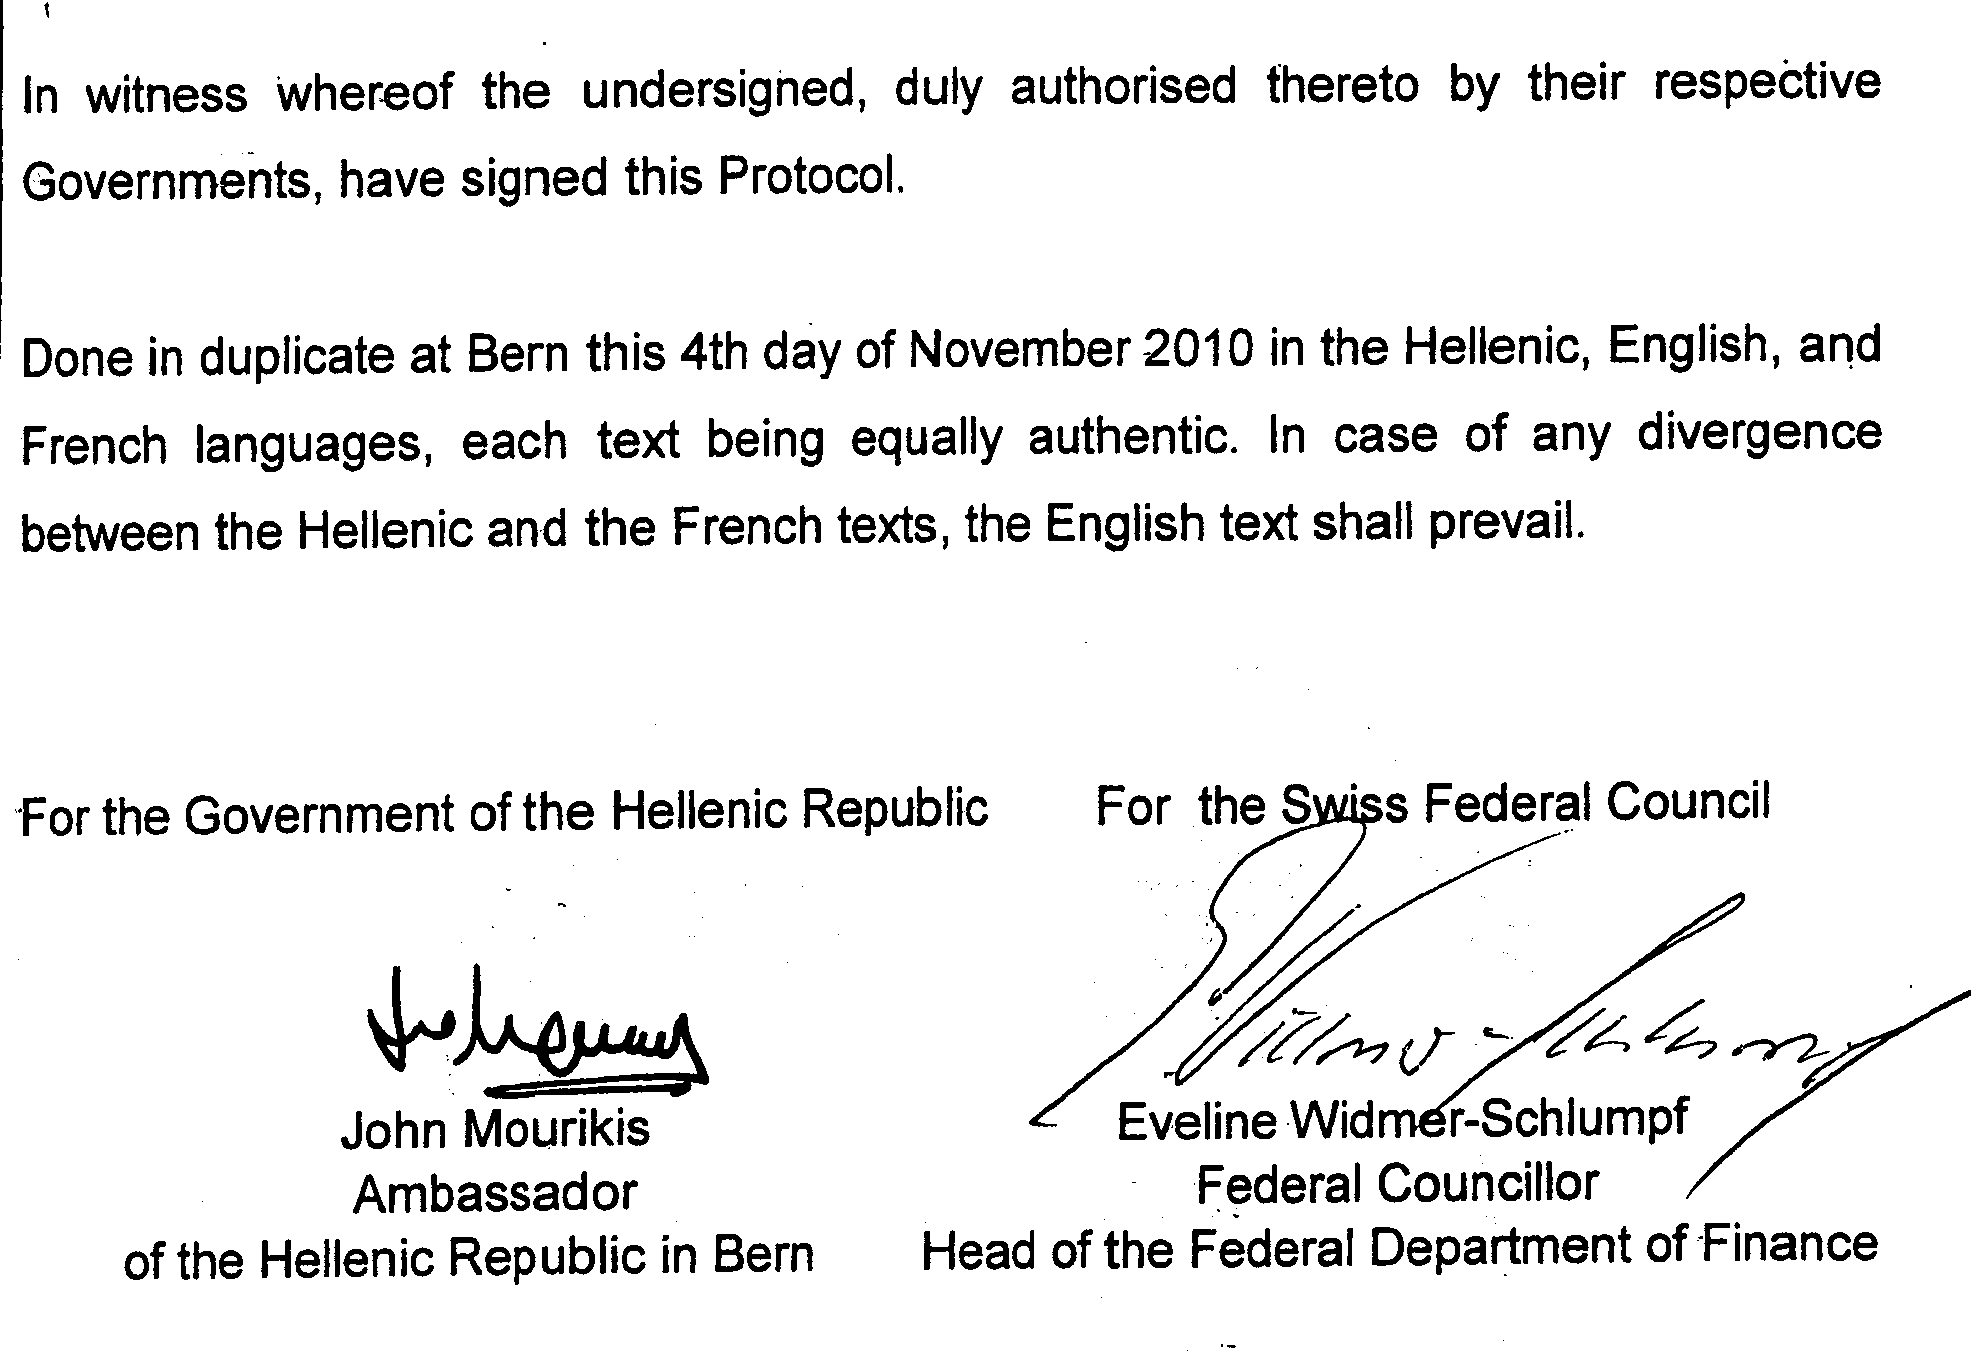 In witness whereof the undersigned, duly authorised thereto by their respective
Governments, have signed this Protocol.
Done in duplicate at Bern this 4th day of November 2010 in the Hellenic, English, and
French languages, each text being equally authentic. In case of any divergence
between the Hellenic and the French texts, the English text shall prevail.
For the Government of the Hellenic Republic
John Mourikis
Ambassador
of the Hellenic Republic in Bern
For the Swiss Federal Council
Eveline Widmer-Schlumpf
Federal Councillor
Head of the Federal Department of Finance